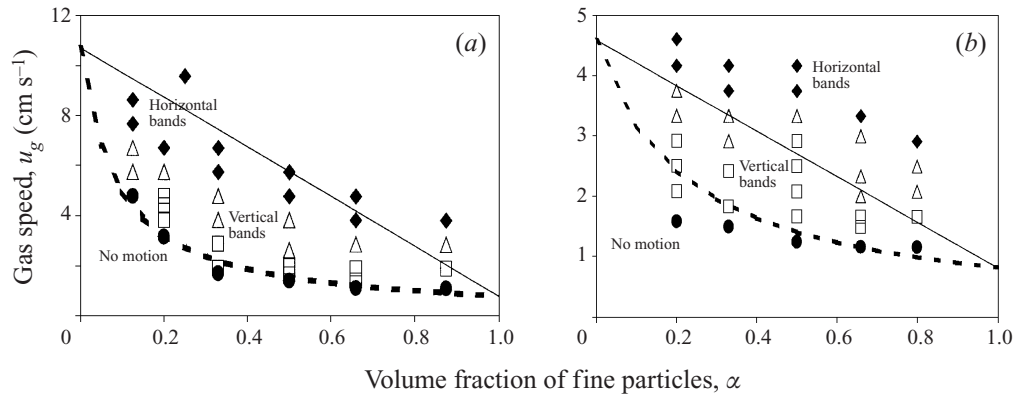 12
(a)
Horizontal
bands
8
Gas speed, u_g (cm s⁻¹)
Vertical
bands
4
No motion
0
0.2
0.4
0.6
0.8
1.0
5
(b)
Horizontal
bands
4
3
Vertical
bands
2
No motion
1
0
0.2
0.4
0.6
0.8
1.0
Volume fraction of fine particles, α